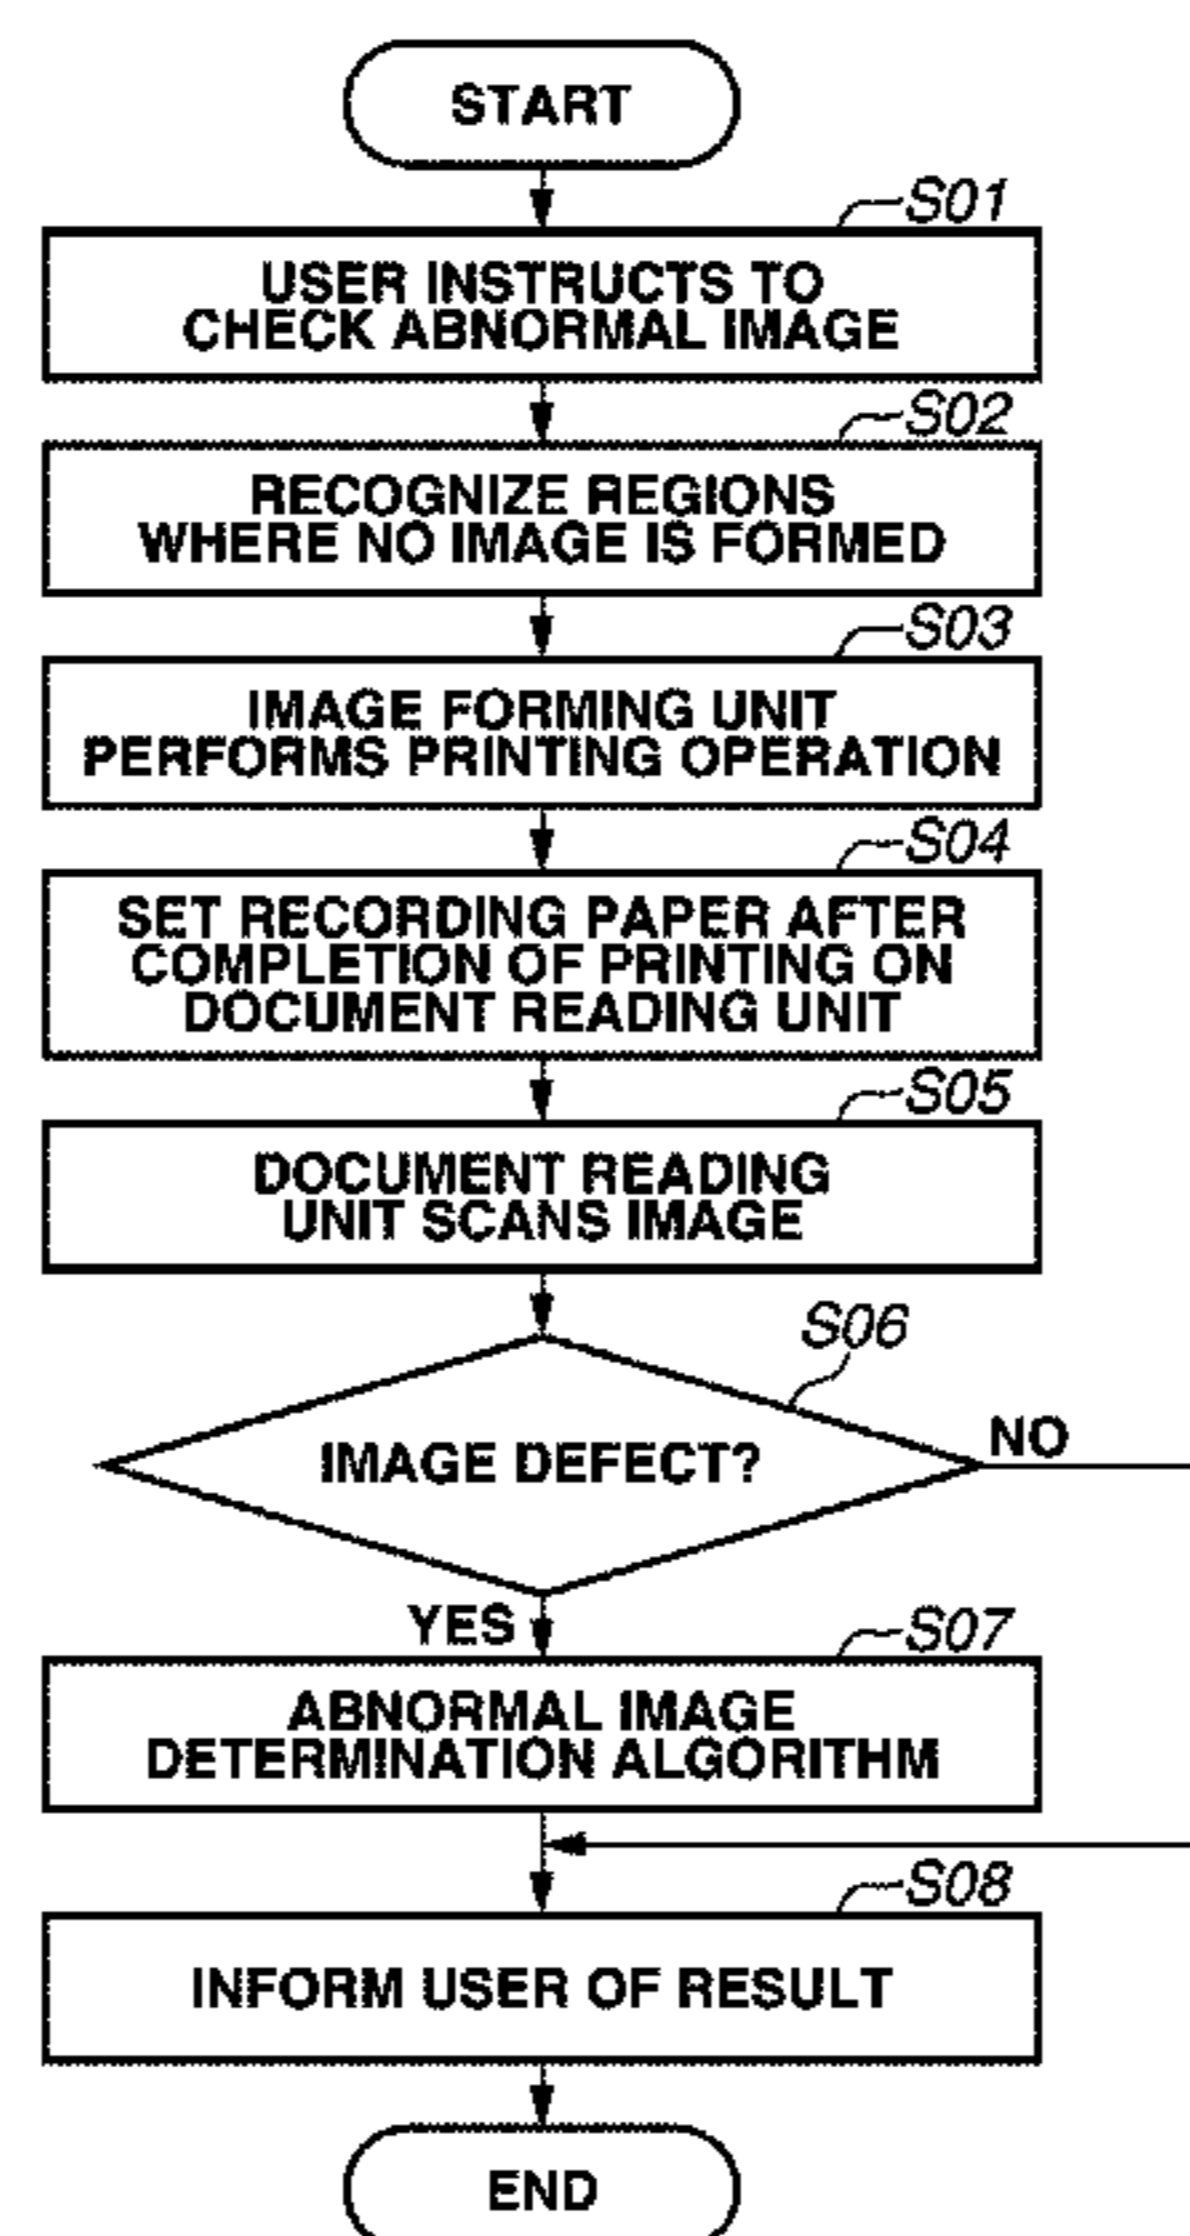 START
S01
USER INSTRUCTS TO
CHECK ABNORMAL IMAGE
S02
RECOGNIZE REGIONS
WHERE NO IMAGE IS FORMED
S03
IMAGE FORMING UNIT
PERFORMS PRINTING OPERATION
S04
SET RECORDING PAPER AFTER
COMPLETION OF PRINTING ON
DOCUMENT READING UNIT
S05
DOCUMENT READING
UNIT SCANS IMAGE
S06
IMAGE DEFECT?
NO
YES
S07
ABNORMAL IMAGE
DETERMINATION ALGORITHM
S08
INFORM USER OF RESULT
END